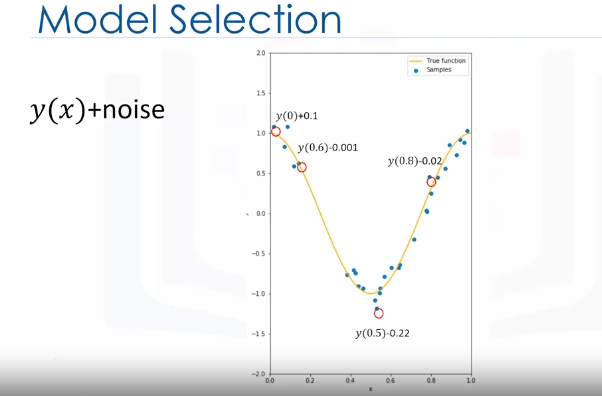 Model Selection
y(x)+noise
True function
Samples
y(0)+0.1
y(0.6)-0.001
y(0.8)-0.02
y(0.5)-0.22
2.0
1.5
1.0
0.5
0.0
−0.5
−1.0
−1.5
−2.0
0.0 0.2 0.4 0.6 0.8 1.0
x